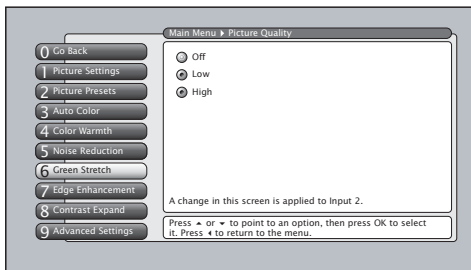 Main Menu ▸ Picture Quality
0 Go Back
1 Picture Settings
2 Picture Presets
3 Auto Color
4 Color Warmth
5 Noise Reduction
6 Green Stretch
7 Edge Enhancement
8 Contrast Expand
9 Advanced Settings
Off
Low
High
A change in this screen is applied to Input 2.
Press ▴ or ▾ to point to an option, then press OK to select
it. Press ◂ to return to the menu.